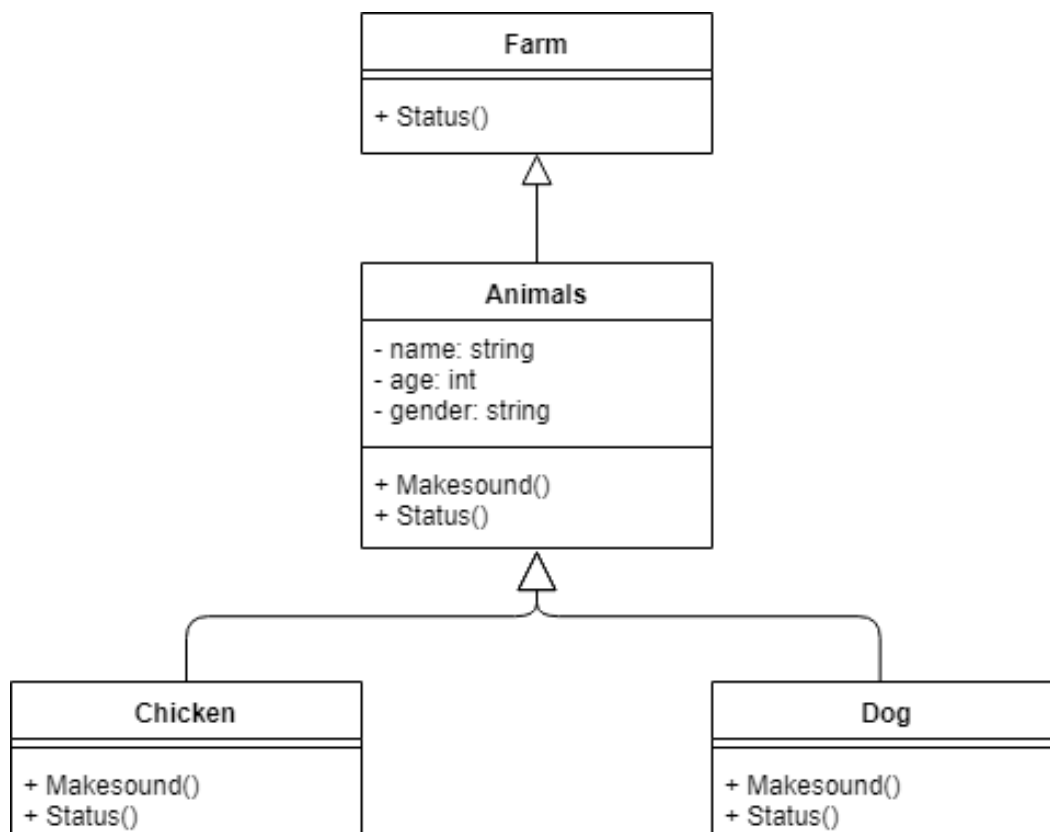 Farm
+ Status()
Animals
- name: string
- age: int
- gender: string
+ Makesound()
+ Status()
Chicken
+ Makesound()
+ Status()
Dog
+ Makesound()
+ Status()